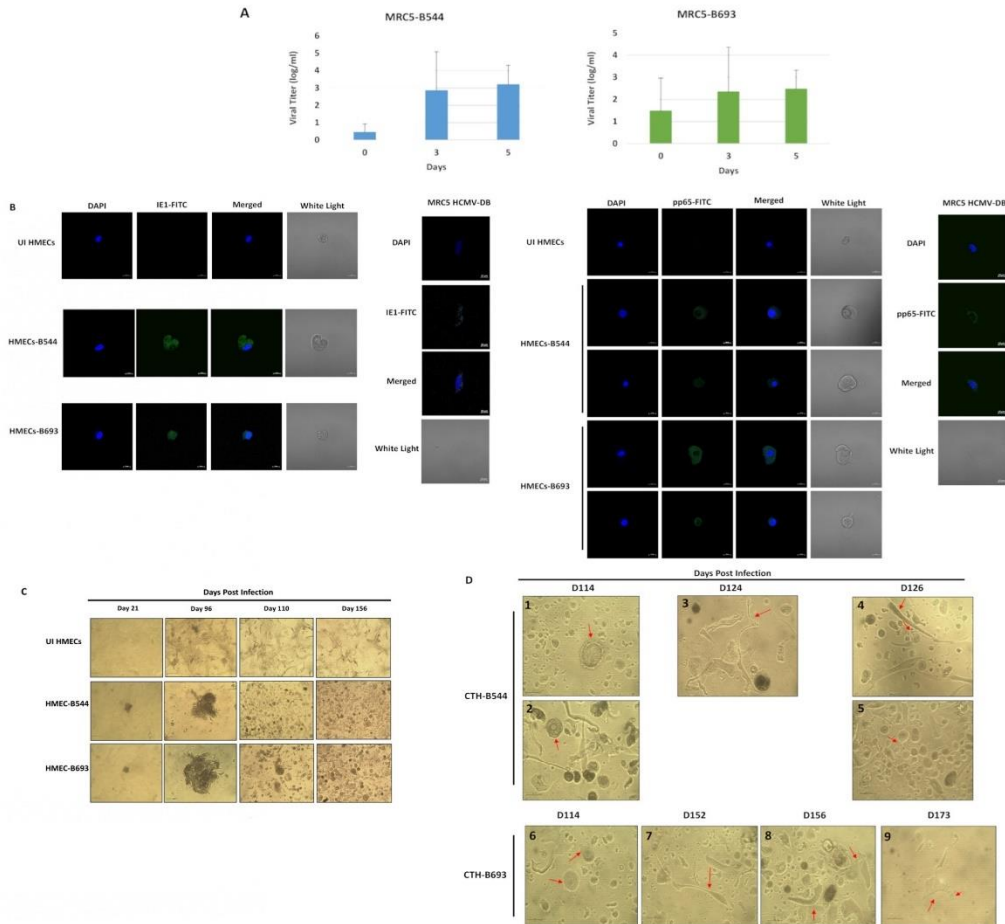 A
MRC5-B544
Viral Titer (log/ml)
6
5
4
3
2
1
0
0 3 5
Days
MRC5-B693
Viral Titer (log/ml)
5
4
3
2
1
0
0 3 5
Days
B
DAPI IE1-FITC Merged White Light
UI HMECs
HMECs-B544
HMECs-B693
MRC5 HCMV-DB
DAPI
IE1-FITC
Merged
White Light
DAPI pp65-FITC Merged White Light
UI HMECs
HMECs-B544
HMECs-B693
MRC5 HCMV-DB
DAPI
pp65-FITC
Merged
White Light
C
Days Post Infection
Day 21 Day 96 Day 110 Day 156
UI HMECs
HMEC-B544
HMEC-B693
D
Days Post Infection
D114 D124 D126
CTH-B544
1
3
4
2
5
D114 D152 D156 D173
CTH-B693
6 7 8 9